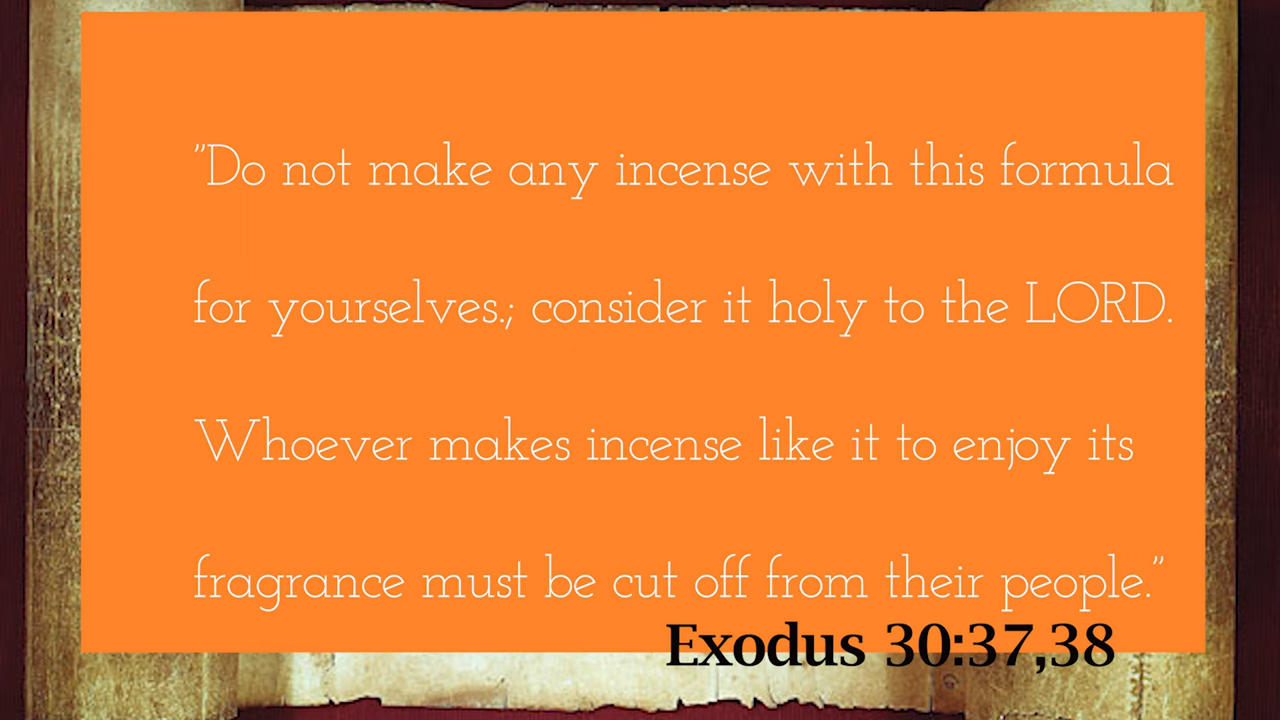 ”Do not make any incense with this formula
for yourselves.; consider it holy to the LORD.
Whoever makes incense like it to enjoy its
fragrance must be cut off from their people.”
Exodus 30:37,38